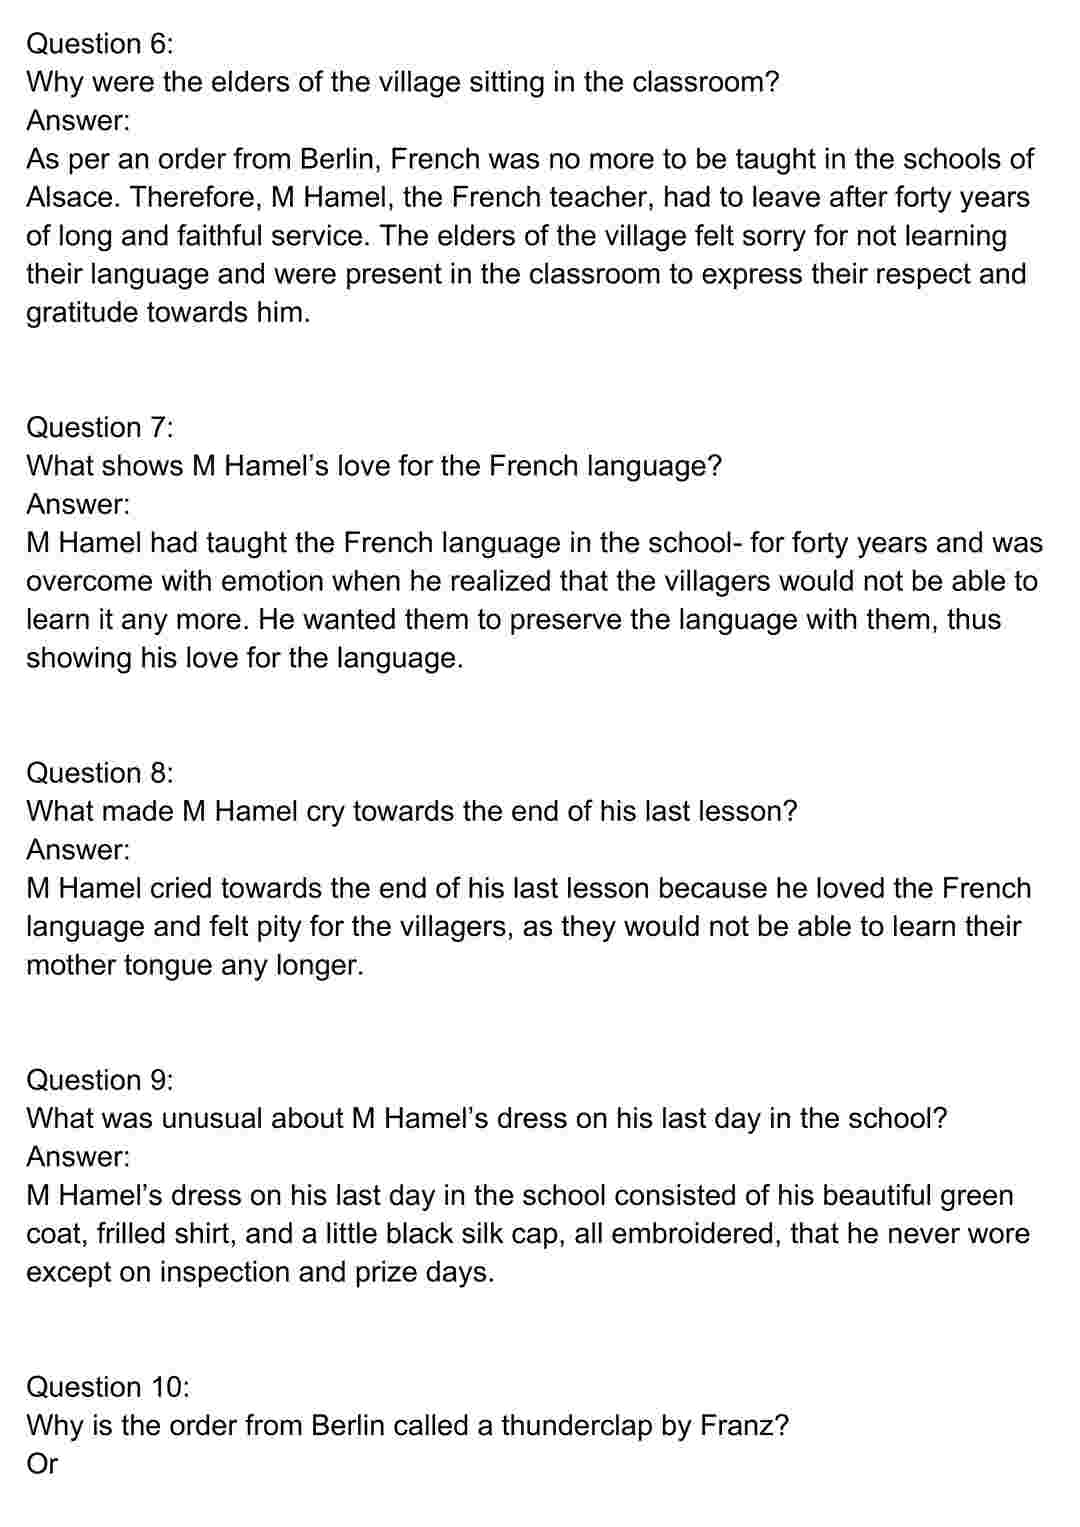 Question 6:
Why were the elders of the village sitting in the classroom?
Answer:
As per an order from Berlin, French was no more to be taught in the schools of
Alsace. Therefore, M Hamel, the French teacher, had to leave after forty years
of long and faithful service. The elders of the village felt sorry for not learning
their language and were present in the classroom to express their respect and
gratitude towards him.
Question 7:
What shows M Hamel’s love for the French language?
Answer:
M Hamel had taught the French language in the school- for forty years and was
overcome with emotion when he realized that the villagers would not be able to
learn it any more. He wanted them to preserve the language with them, thus
showing his love for the language.
Question 8:
What made M Hamel cry towards the end of his last lesson?
Answer:
M Hamel cried towards the end of his last lesson because he loved the French
language and felt pity for the villagers, as they would not be able to learn their
mother tongue any longer.
Question 9:
What was unusual about M Hamel’s dress on his last day in the school?
Answer:
M Hamel’s dress on his last day in the school consisted of his beautiful green
coat, frilled shirt, and a little black silk cap, all embroidered, that he never wore
except on inspection and prize days.
Question 10:
Why is the order from Berlin called a thunderclap by Franz?
Or